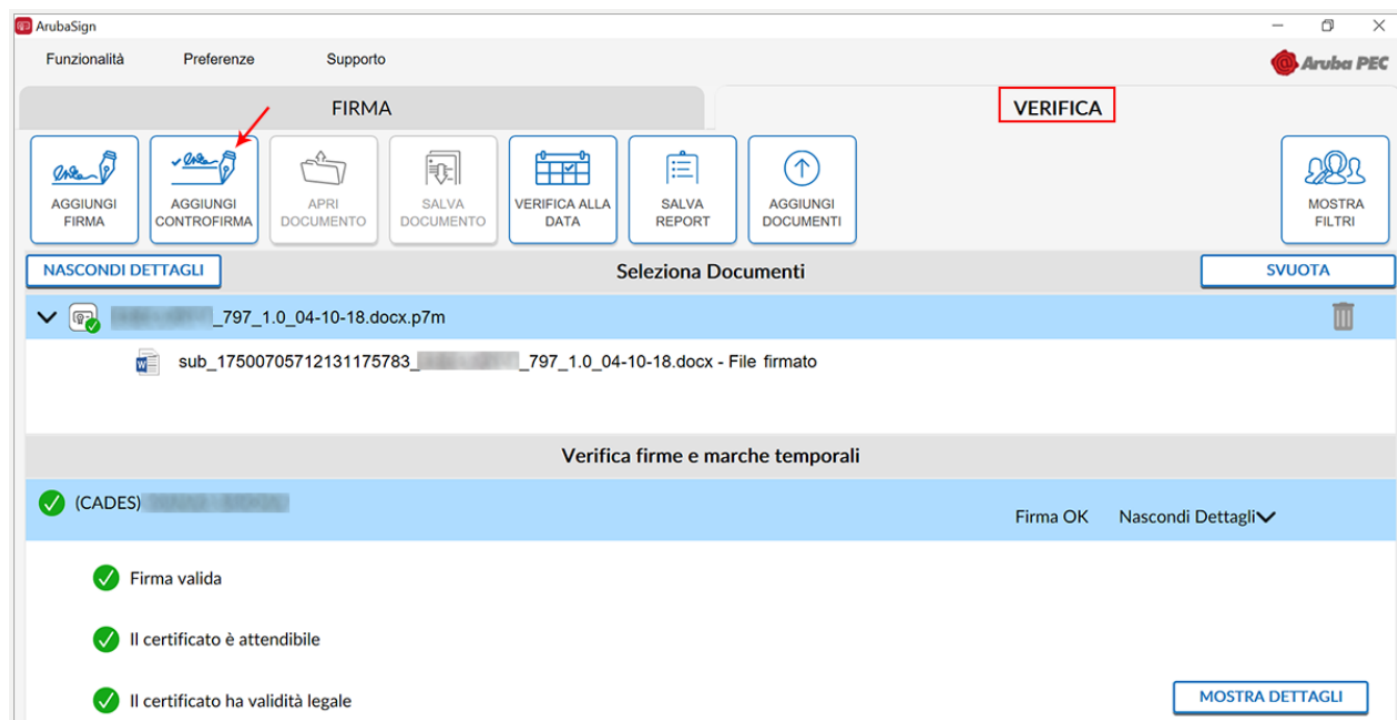 ArubaSign
Funzionalità Preferenze Supporto
Aruba PEC
FIRMA VERIFICA
AGGIUNGI FIRMA
AGGIUNGI CONTROFIRMA
APRI DOCUMENTO
SALVA DOCUMENTO
VERIFICA ALLA DATA
SALVA REPORT
AGGIUNGI DOCUMENTI
MOSTRA FILTRI
NASCONDI DETTAGLI Seleziona Documenti SVUOTA
_797_1.0_04-10-18.docx.p7m
sub_17500705712131175783_ _797_1.0_04-10-18.docx - File firmato
Verifica firme e marche temporali
(CADES)
Firma OK Nascondi Dettagli
Firma valida
Il certificato è attendibile
Il certificato ha validità legale
MOSTRA DETTAGLI